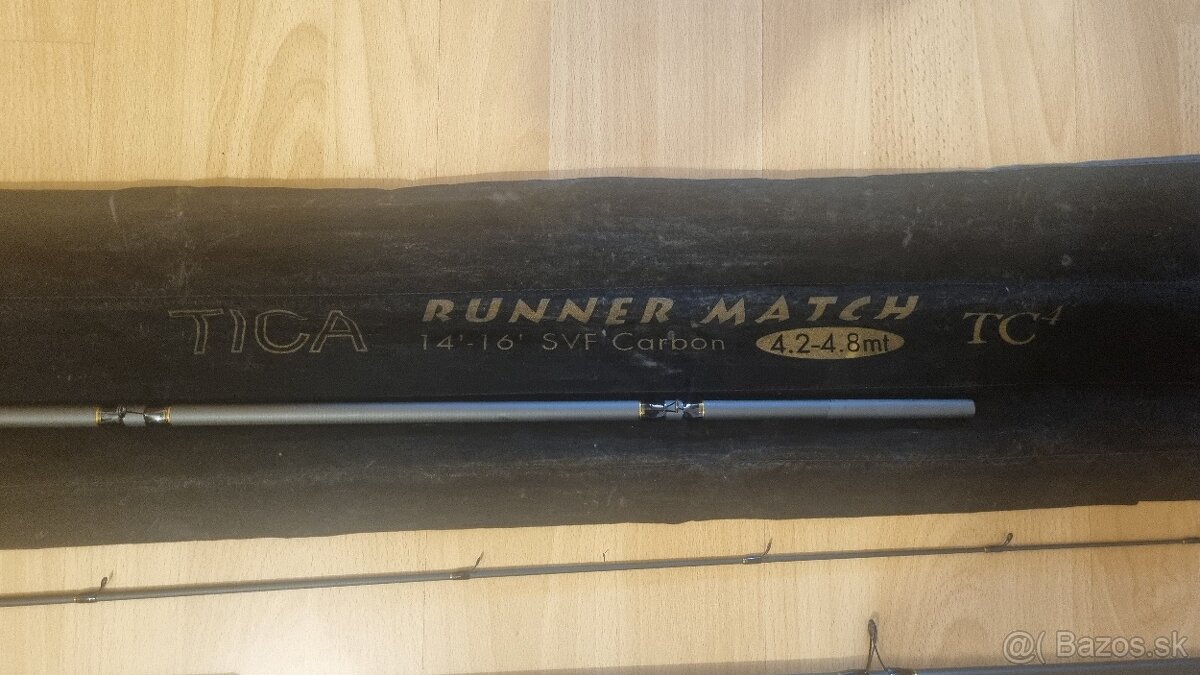 TICA RUNNER MATCH TC4
14'-16' SVF Carbon 4.2-4.8mt
@( Bazos.sk